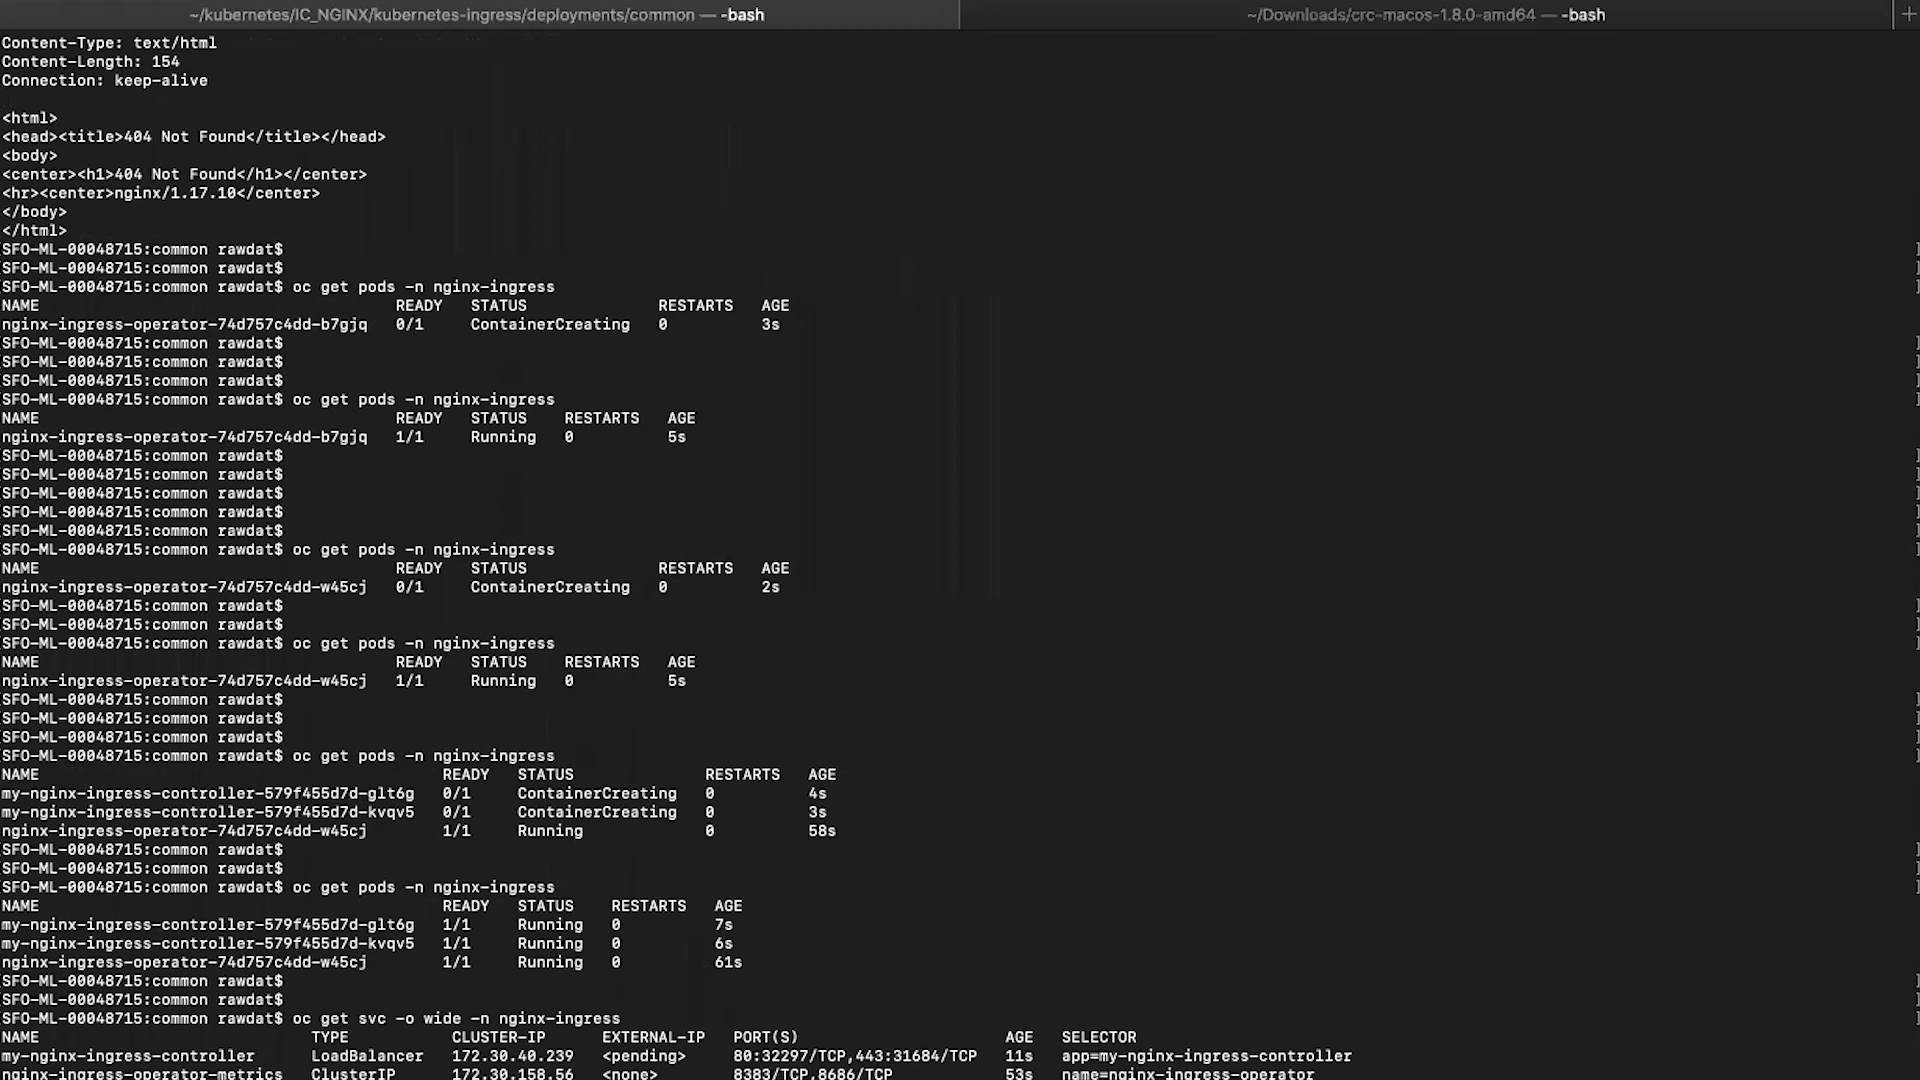 ~/kubernetes/IC_NGINX/kubernetes-ingress/deployments/common — -bash
~/Downloads/crc-macos-1.8.0-amd64 — -bash
+
Content-Type: text/html
Content-Length: 154
Connection: keep-alive
<html>
<head><title>404 Not Found</title></head>
<body>
<center><h1>404 Not Found</h1></center>
<hr><center>nginx/1.17.10</center>
</body>
</html>
[SFO-ML-00048715:common rawdat$ ]
[SFO-ML-00048715:common rawdat$ ]
[SFO-ML-00048715:common rawdat$ oc get pods -n nginx-ingress ]
NAME READY STATUS RESTARTS AGE
nginx-ingress-operator-74d757c4dd-b7gjq 0/1 ContainerCreating 0 3s
[SFO-ML-00048715:common rawdat$ ]
[SFO-ML-00048715:common rawdat$ ]
[SFO-ML-00048715:common rawdat$ ]
[SFO-ML-00048715:common rawdat$ oc get pods -n nginx-ingress ]
NAME READY STATUS RESTARTS AGE
nginx-ingress-operator-74d757c4dd-b7gjq 1/1 Running 0 5s
[SFO-ML-00048715:common rawdat$ ]
[SFO-ML-00048715:common rawdat$ ]
[SFO-ML-00048715:common rawdat$ ]
[SFO-ML-00048715:common rawdat$ ]
[SFO-ML-00048715:common rawdat$ ]
[SFO-ML-00048715:common rawdat$ oc get pods -n nginx-ingress ]
NAME READY STATUS RESTARTS AGE
nginx-ingress-operator-74d757c4dd-w45cj 0/1 ContainerCreating 0 2s
[SFO-ML-00048715:common rawdat$ ]
[SFO-ML-00048715:common rawdat$ ]
[SFO-ML-00048715:common rawdat$ oc get pods -n nginx-ingress ]
NAME READY STATUS RESTARTS AGE
nginx-ingress-operator-74d757c4dd-w45cj 1/1 Running 0 5s
[SFO-ML-00048715:common rawdat$ ]
[SFO-ML-00048715:common rawdat$ ]
[SFO-ML-00048715:common rawdat$ ]
[SFO-ML-00048715:common rawdat$ oc get pods -n nginx-ingress ]
NAME READY STATUS RESTARTS AGE
my-nginx-ingress-controller-579f455d7d-glt6g 0/1 ContainerCreating 0 4s
my-nginx-ingress-controller-579f455d7d-kvqv5 0/1 ContainerCreating 0 3s
nginx-ingress-operator-74d757c4dd-w45cj 1/1 Running 0 58s
[SFO-ML-00048715:common rawdat$ ]
[SFO-ML-00048715:common rawdat$ ]
[SFO-ML-00048715:common rawdat$ oc get pods -n nginx-ingress ]
NAME READY STATUS RESTARTS AGE
my-nginx-ingress-controller-579f455d7d-glt6g 1/1 Running 0 7s
my-nginx-ingress-controller-579f455d7d-kvqv5 1/1 Running 0 6s
nginx-ingress-operator-74d757c4dd-w45cj 1/1 Running 0 61s
[SFO-ML-00048715:common rawdat$ ]
[SFO-ML-00048715:common rawdat$ ]
[SFO-ML-00048715:common rawdat$ oc get svc -o wide -n nginx-ingress ]
NAME TYPE CLUSTER-IP EXTERNAL-IP PORT(S) AGE SELECTOR
my-nginx-ingress-controller LoadBalancer 172.30.40.239 <pending> 80:32297/TCP,443:31684/TCP 11s app=my-nginx-ingress-controller
nginx-ingress-operator-metrics ClusterIP 172.30.158.56 <none> 8383/TCP,8686/TCP 53s name=nginx-ingress-operator